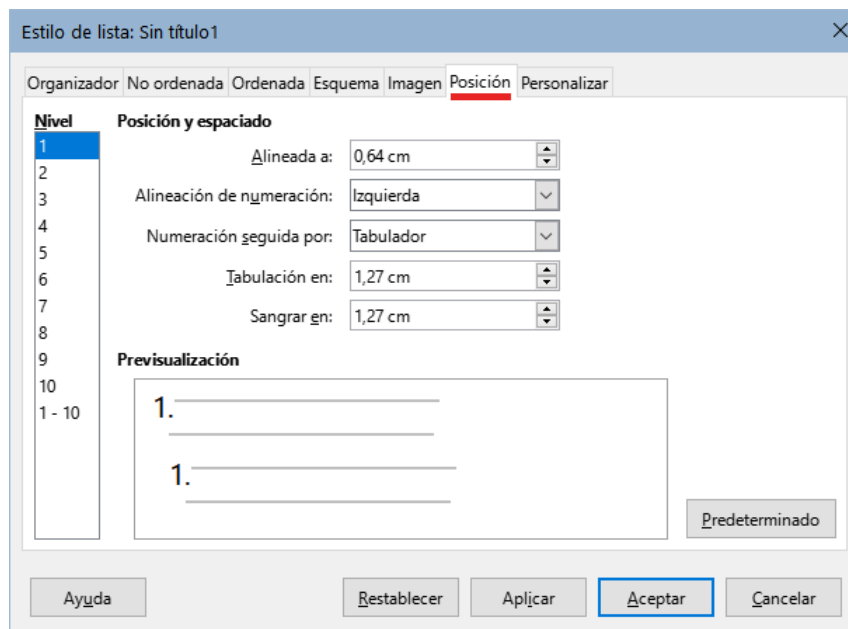 Estilo de lista: Sin título1
Organizador No ordenada Ordenada Esquema Imagen Posición Personalizar
Nivel Posición y espaciado
1 Alineada a: 0,64 cm
2
3 Alineación de numeración: Izquierda
4 Numeración seguida por: Tabulador
5
6 Tabulación en: 1,27 cm
7 Sangrar en: 1,27 cm
8
9 Previsualización
10
1 - 10
1.
1.
Predeterminado
Ayuda Restablecer Aplicar Aceptar Cancelar